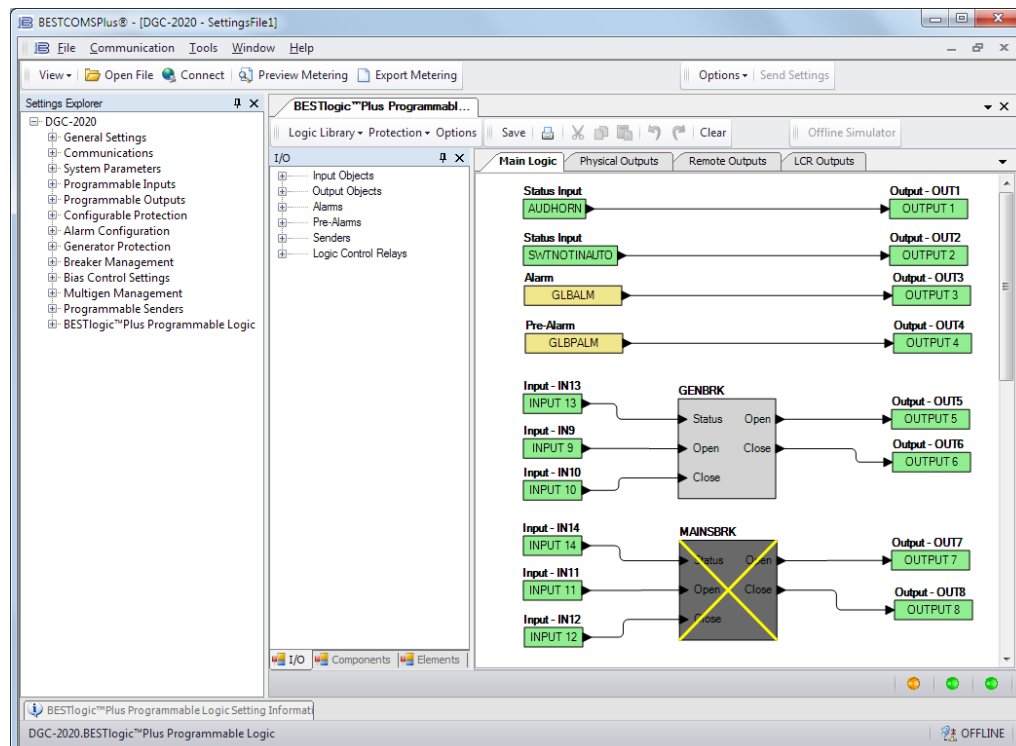 BESTCOMSPlus® - [DGC-2020 - SettingsFile1]
File Communication Tools Window Help
View Open File Connect Preview Metering Export Metering Options Send Settings
Settings Explorer
DGC-2020
General Settings
Communications
System Parameters
Programmable Inputs
Programmable Outputs
Configurable Protection
Alarm Configuration
Generator Protection
Breaker Management
Bias Control Settings
Multigen Management
Programmable Senders
BESTlogic™Plus Programmable Logic
BESTlogic™Plus Programmabl...
Logic Library Protection Options Save Clear Offline Simulator
I/O
Input Objects
Output Objects
Alarms
Pre-Alarms
Senders
Logic Control Relays
I/O Components Elements
Main Logic Physical Outputs Remote Outputs LCR Outputs
Status Input Output - OUT1
AUDHORN OUTPUT 1
Status Input Output - OUT2
SWTNOTINAUTO OUTPUT 2
Alarm Output - OUT3
GLBALM OUTPUT 3
Pre-Alarm Output - OUT4
GLBPALM OUTPUT 4
Input - IN13 GENBRK Output - OUT5
INPUT 13 Status Open OUTPUT 5
Input - IN9 Output - OUT6
INPUT 9 Open Close OUTPUT 6
Input - IN10 Close
INPUT 10
Input - IN14 MAINSBRK Output - OUT7
INPUT 14 Status Open OUTPUT 7
Input - IN11 Output - OUT8
INPUT 11 Open Close OUTPUT 8
Input - IN12 Close
INPUT 12
BESTlogic™Plus Programmable Logic Setting Informati
DGC-2020.BESTlogic™Plus Programmable Logic OFFLINE